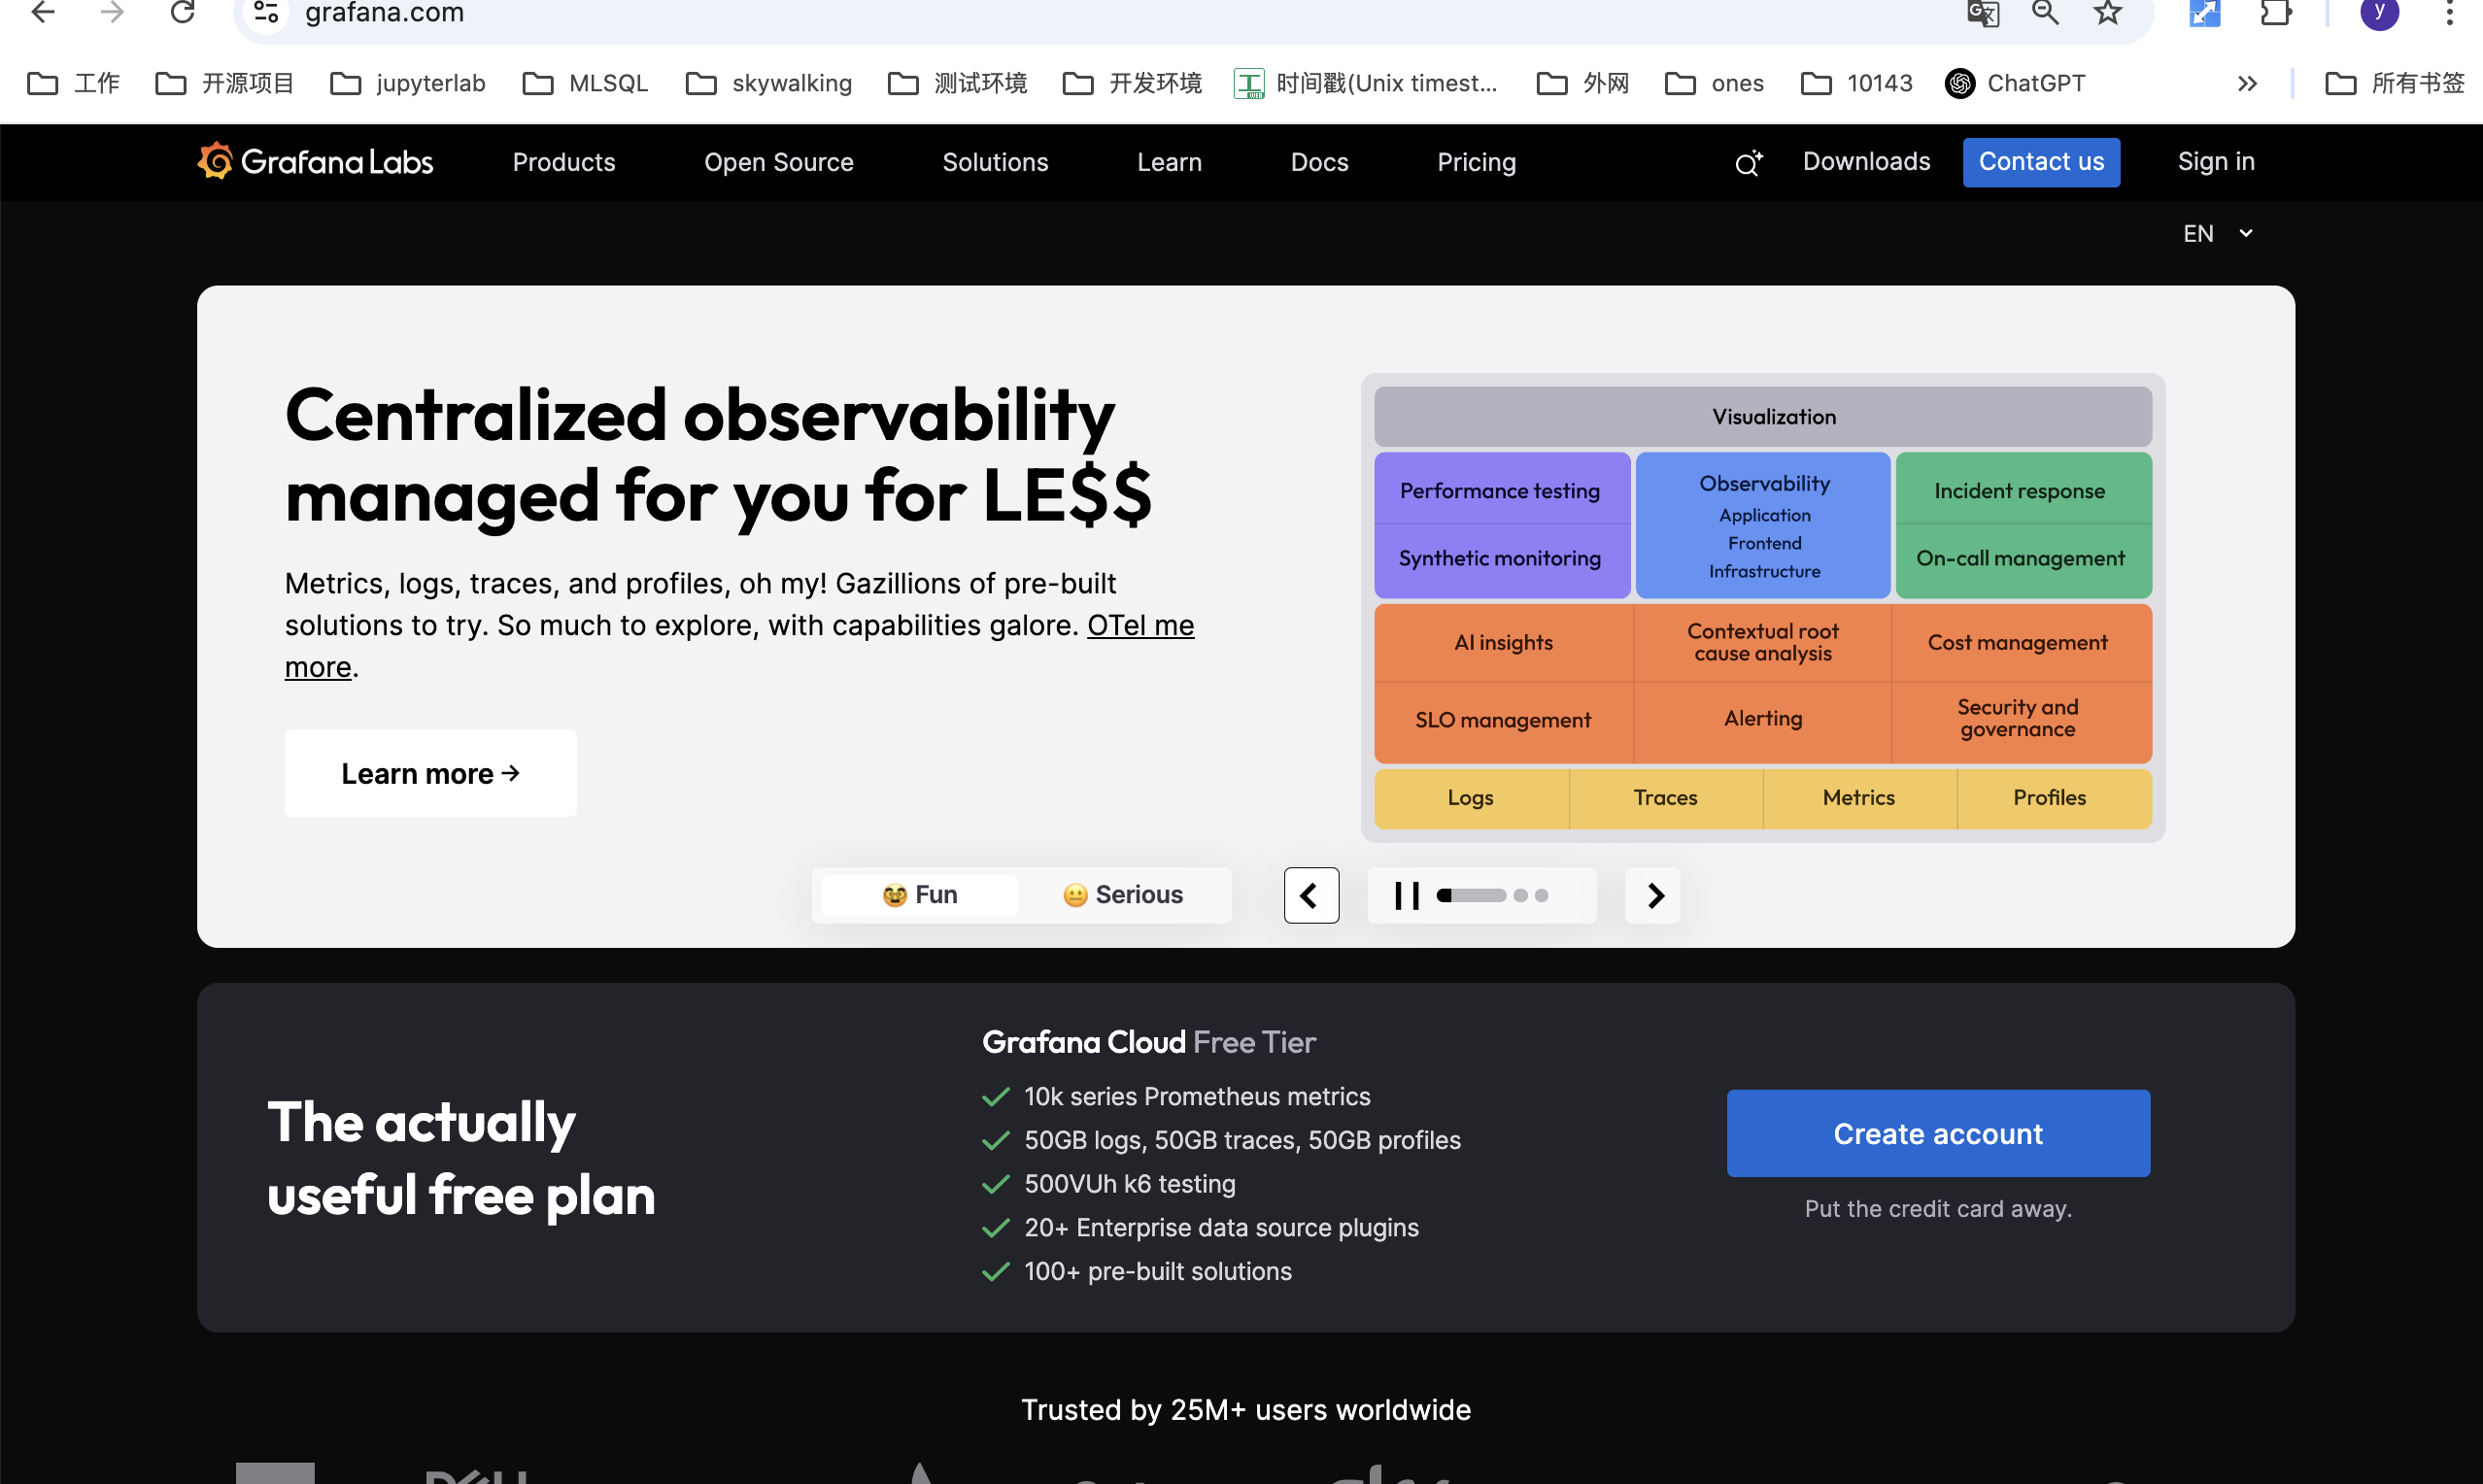 grafana.com
y
工作
开源项目
jupyterlab
MLSQL
skywalking
测试环境
开发环境
时间戳(Unix timest...
外网
ones
10143
ChatGPT
所有书签
Grafana Labs
Products
Open Source
Solutions
Learn
Docs
Pricing
Downloads
Contact us
Sign in
EN
Centralized observability
managed for you for LE$$
Metrics, logs, traces, and profiles, oh my! Gazillions of pre-built
solutions to try. So much to explore, with capabilities galore. OTel me
more.
Learn more →
Visualization
Performance testing
Synthetic monitoring
Observability
Application
Frontend
Infrastructure
Incident response
On-call management
AI insights
Contextual root
cause analysis
Cost management
SLO management
Alerting
Security and
governance
Logs
Traces
Metrics
Profiles
Fun
Serious
The actually
useful free plan
Grafana Cloud Free Tier
10k series Prometheus metrics
50GB logs, 50GB traces, 50GB profiles
500VUh k6 testing
20+ Enterprise data source plugins
100+ pre-built solutions
Create account
Put the credit card away.
Trusted by 25M+ users worldwide